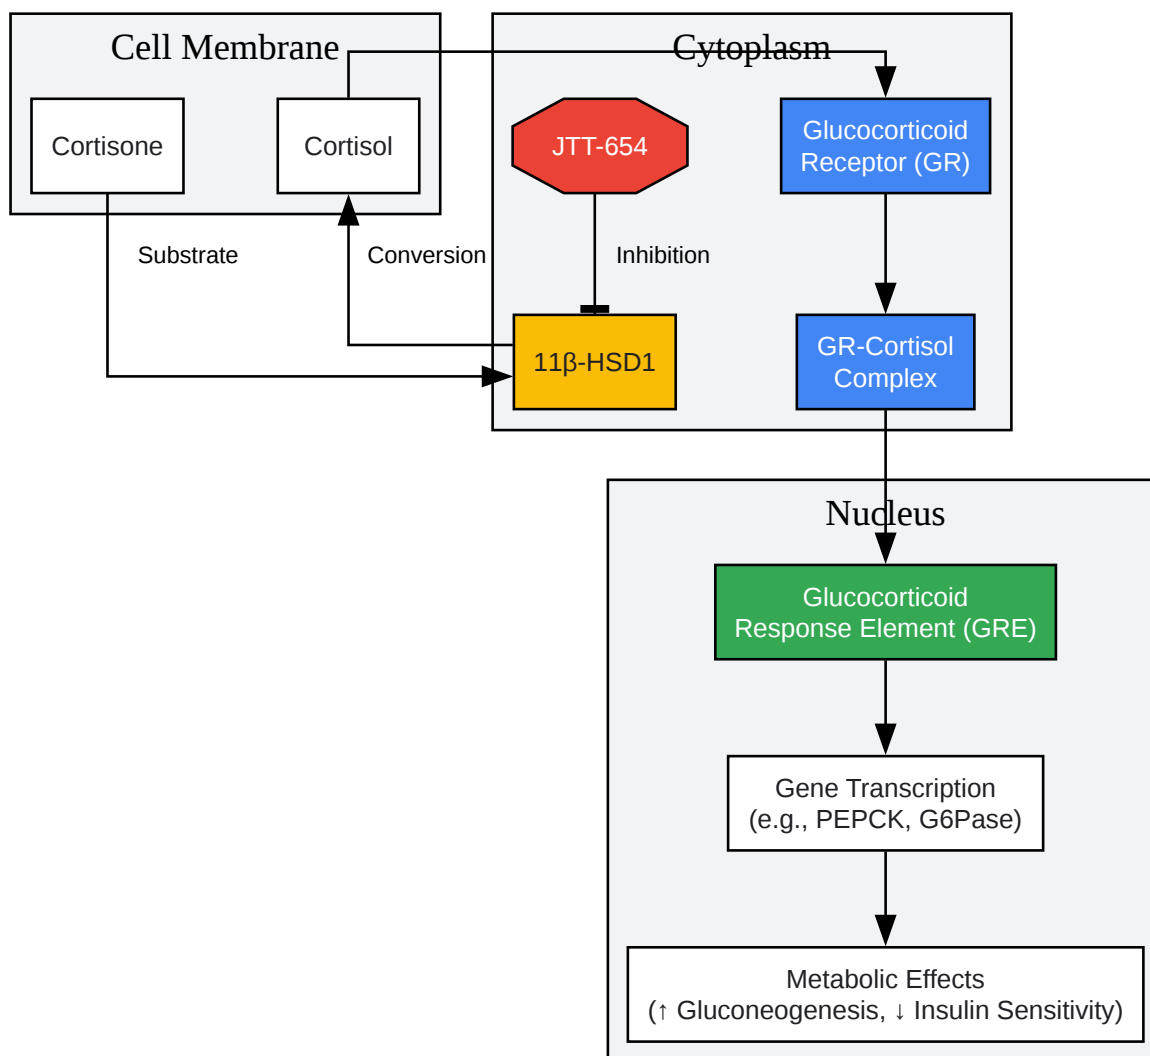 Cell Membrane
Cytoplasm
Cortisone
Cortisol
JTT-654
Glucocorticoid
Receptor (GR)
Substrate
Conversion
Inhibition
11β-HSD1
GR-Cortisol
Complex
Nucleus
Glucocorticoid
Response Element (GRE)
Gene Transcription
(e.g., PEPCK, G6Pase)
Metabolic Effects
(↑ Gluconeogenesis, ↓ Insulin Sensitivity)